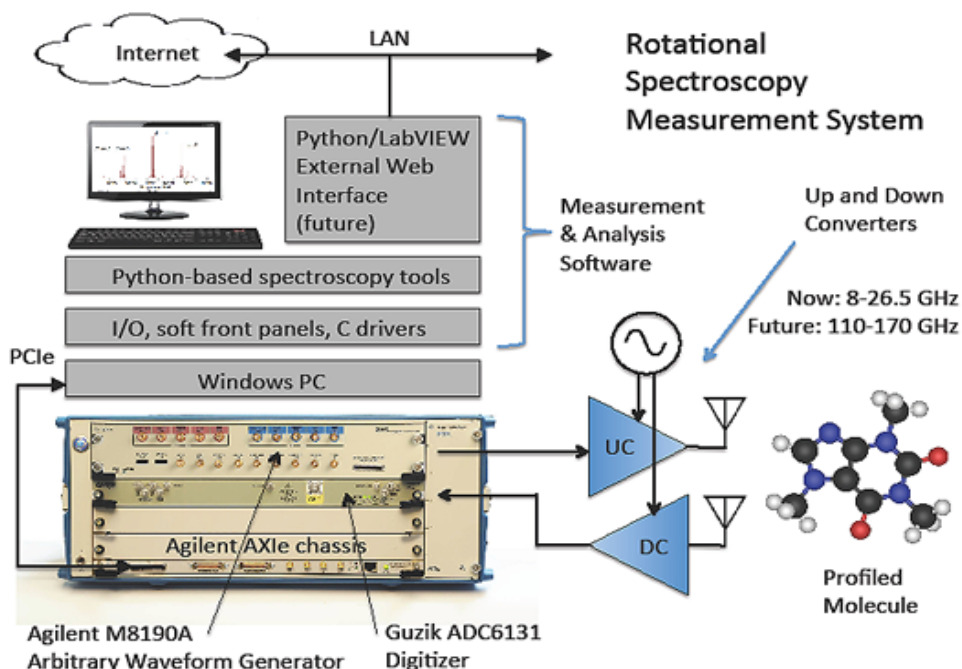 Internet
LAN
Rotational
Spectroscopy
Measurement System
Python/LabVIEW
External Web
Interface
(future)
Measurement
& Analysis
Software
Up and Down
Converters
Now: 8-26.5 GHz
Future: 110-170 GHz
Python-based spectroscopy tools
I/O, soft front panels, C drivers
PCIe
Windows PC
UC
DC
Agilent AXIe chassis
Profiled
Molecule
Agilent M8190A
Arbitrary Waveform Generator
Guzik ADC6131
Digitizer